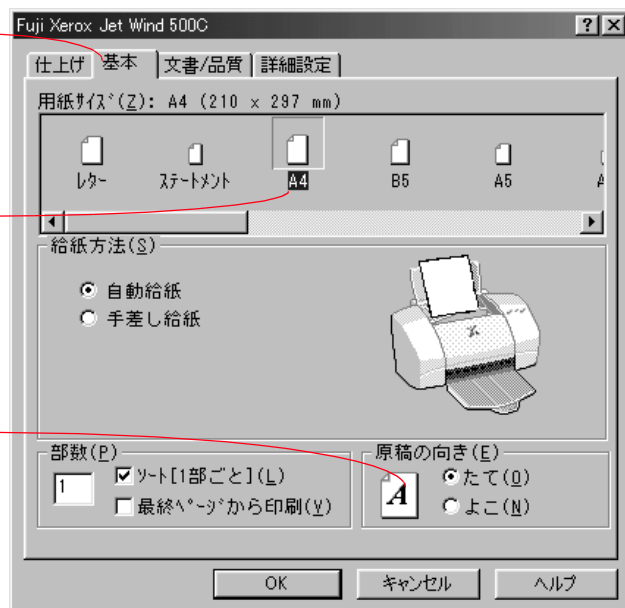 Fuji Xerox Jet Wind 500C
仕上げ 基本 文書/品質 詳細設定
用紙ｻｲｽﾞ(Z): A4 (210 x 297 mm)
ﾚﾀｰ ｽﾃｰﾄﾒﾝﾄ A4 B5 A5
給紙方法(S)
自動給紙
手差し給紙
部数(P)
1
ｿｰﾄ[1部ごと](L)
最終ﾍﾟｰｼﾞから印刷(V)
原稿の向き(E)
A
たて(O)
よこ(N)
OK キャンセル ヘルプ